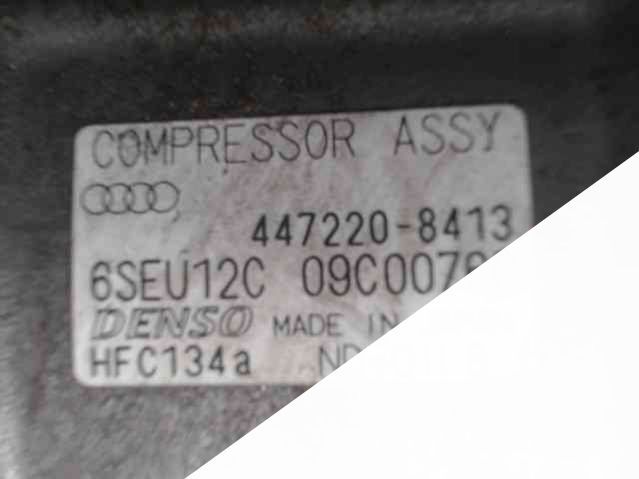 COMPRESSOR ASSY
447220-8413
6SEU12C
DENSO MADE IN
HFC134a